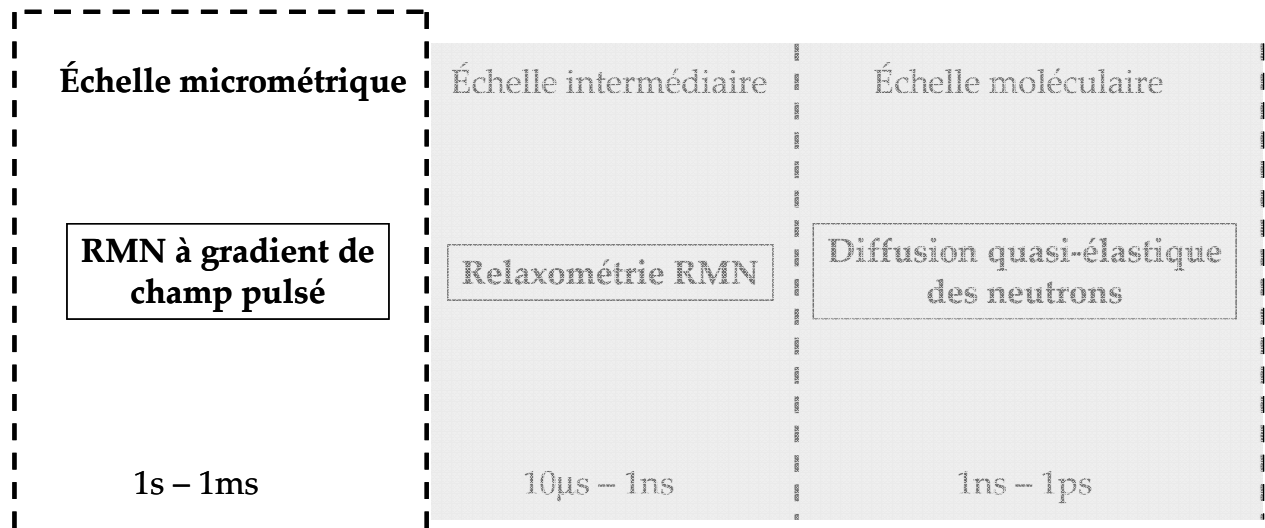 Échelle micrométrique
Échelle intermédiaire
Échelle moléculaire
RMN à gradient de
champ pulsé
Relaxométrie RMN
Diffusion quasi-élastique
des neutrons
1s – 1ms
10µs – 1ns
1ns – 1ps